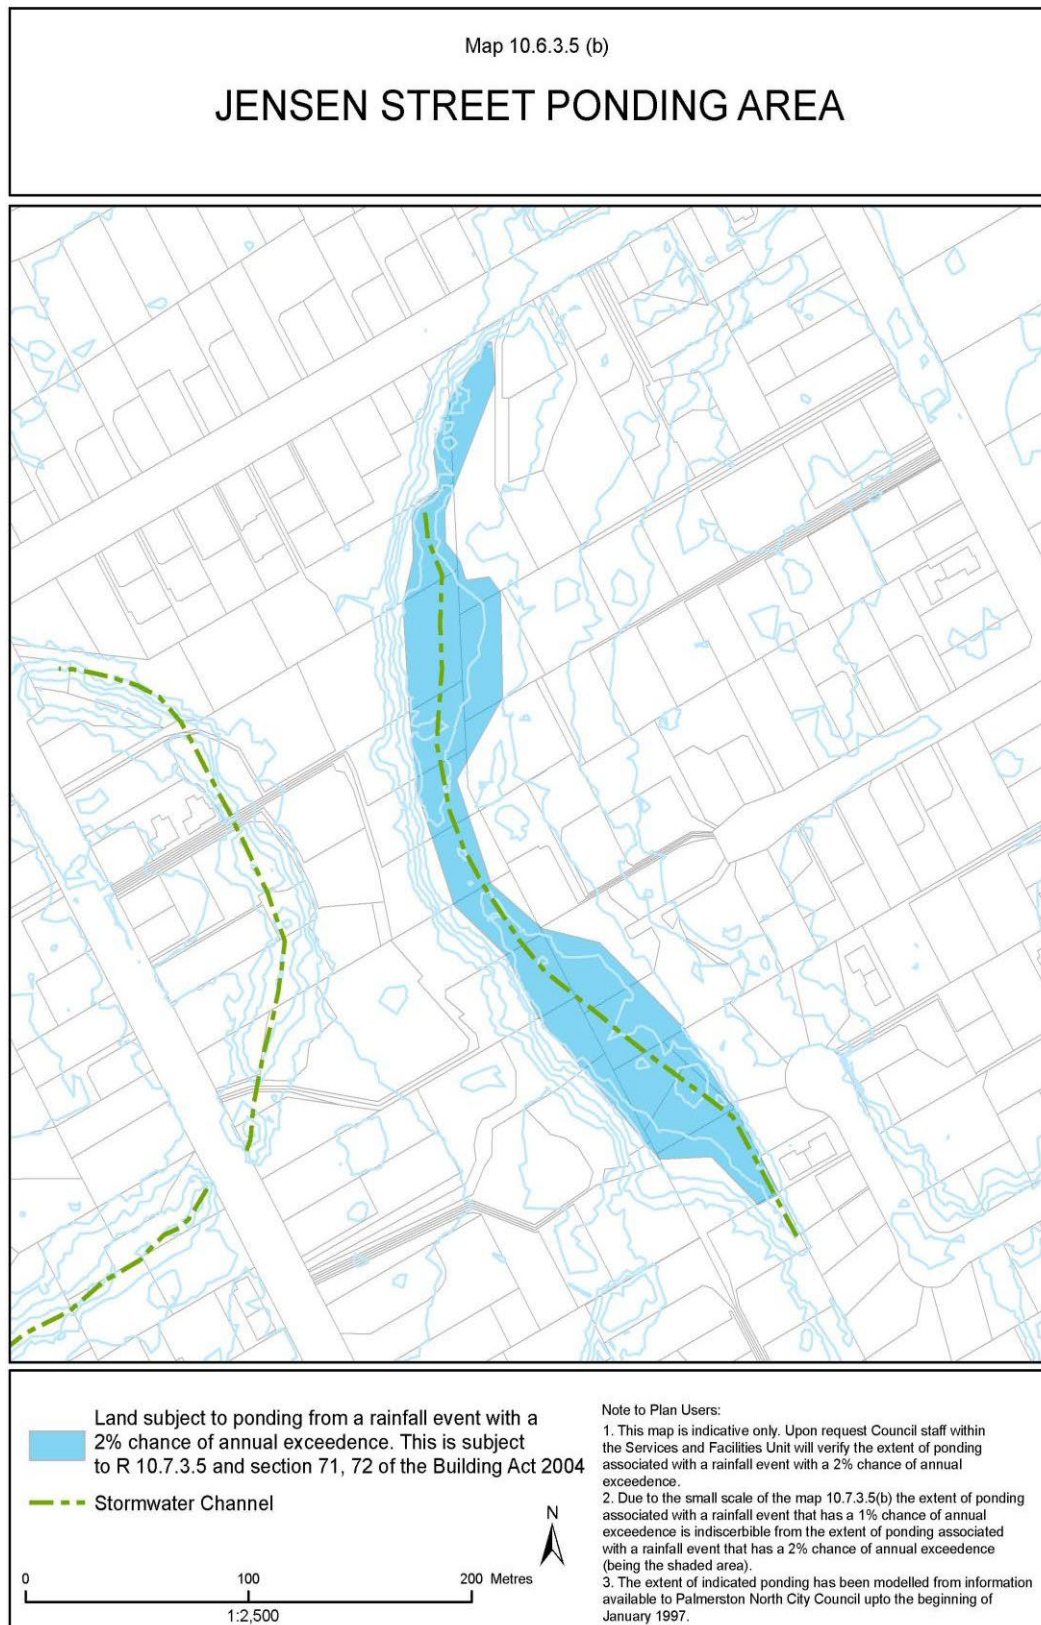 Map 10.6.3.5 (b)
JENSEN STREET PONDING AREA
Land subject to ponding from a rainfall event with a
2% chance of annual exceedence. This is subject
to R 10.7.3.5 and section 71, 72 of the Building Act 2004
Stormwater Channel
N
0 100 200 Metres
1:2,500
Note to Plan Users:
1. This map is indicative only. Upon request Council staff within
the Services and Facilities Unit will verify the extent of ponding
associated with a rainfall event with a 2% chance of annual
exceedence.
2. Due to the small scale of the map 10.7.3.5(b) the extent of ponding
associated with a rainfall event that has a 1% chance of annual
exceedence is indiscerbible from the extent of ponding associated
with a rainfall event that has a 2% chance of annual exceedence
(being the shaded area).
3. The extent of indicated ponding has been modelled from information
available to Palmerston North City Council upto the beginning of
January 1997.